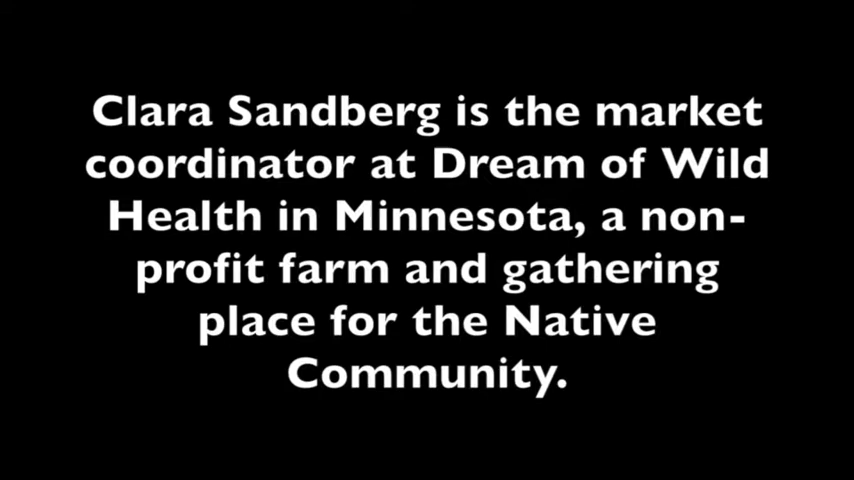 Clara Sandberg is the market
coordinator at Dream of Wild
Health in Minnesota, a non-
profit farm and gathering
place for the Native
Community.